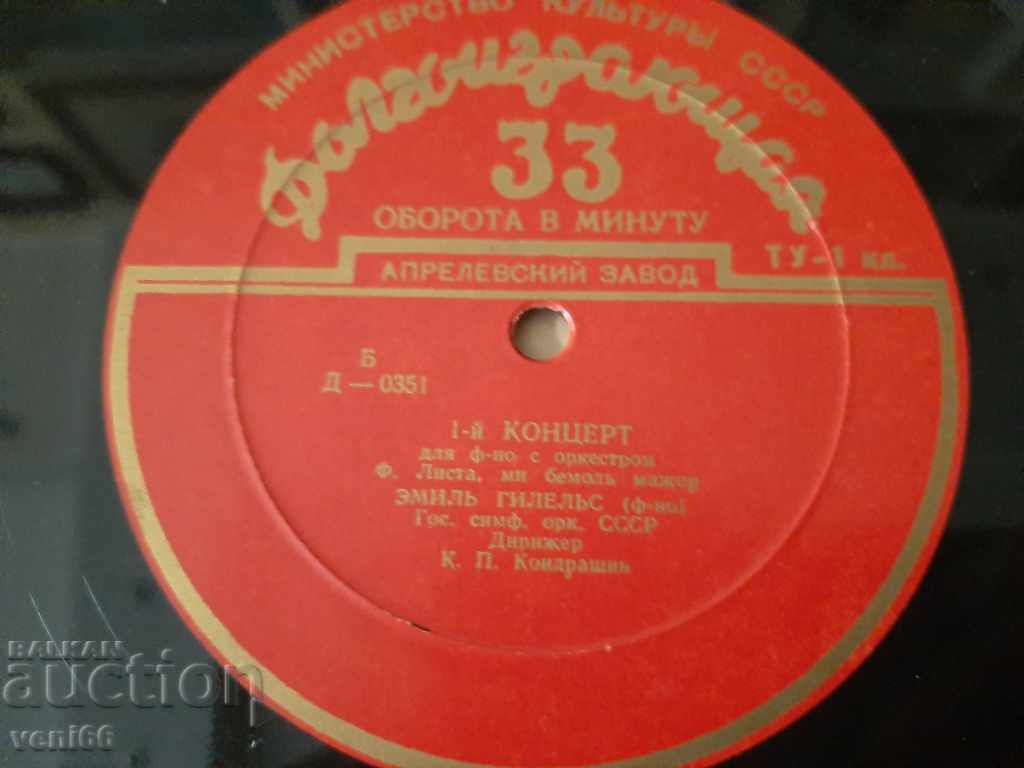 МИНИСТЕРСТВО КУЛЬТУРЫ СССР
Долгоиграющая
33
ОБОРОТА В МИНУТУ
ТУ-1 кл.
АПРЕЛЕВСКИЙ ЗАВОД
Б
Д — 0351
1-й КОНЦЕРТ
для ф-но с оркестром
Ф. Листа, ми бемоль мажор
ЭМИЛЬ ГИЛЕЛЬС (ф-но)
Гос. симф. орк. СССР
Дирижер
К. П. Кондрашин
BALKAN
auction
veni66